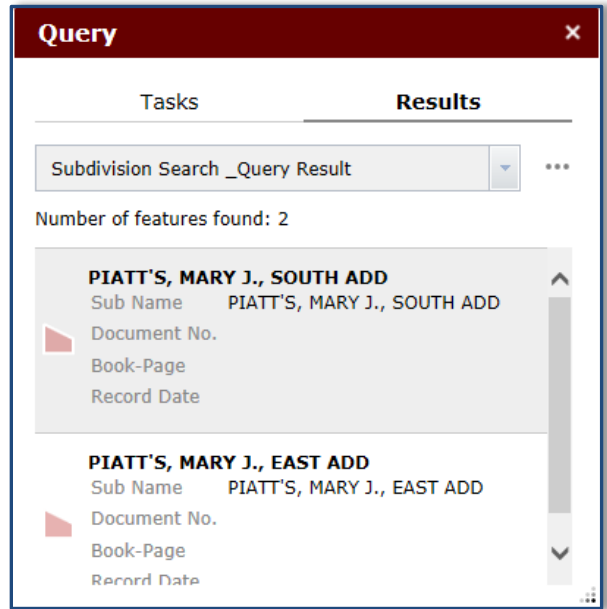 Query
Tasks Results
Subdivision Search _Query Result
Number of features found: 2
PIATT'S, MARY J., SOUTH ADD
Sub Name PIATT'S, MARY J., SOUTH ADD
Document No.
Book-Page
Record Date
PIATT'S, MARY J., EAST ADD
Sub Name PIATT'S, MARY J., EAST ADD
Document No.
Book-Page
Record Date